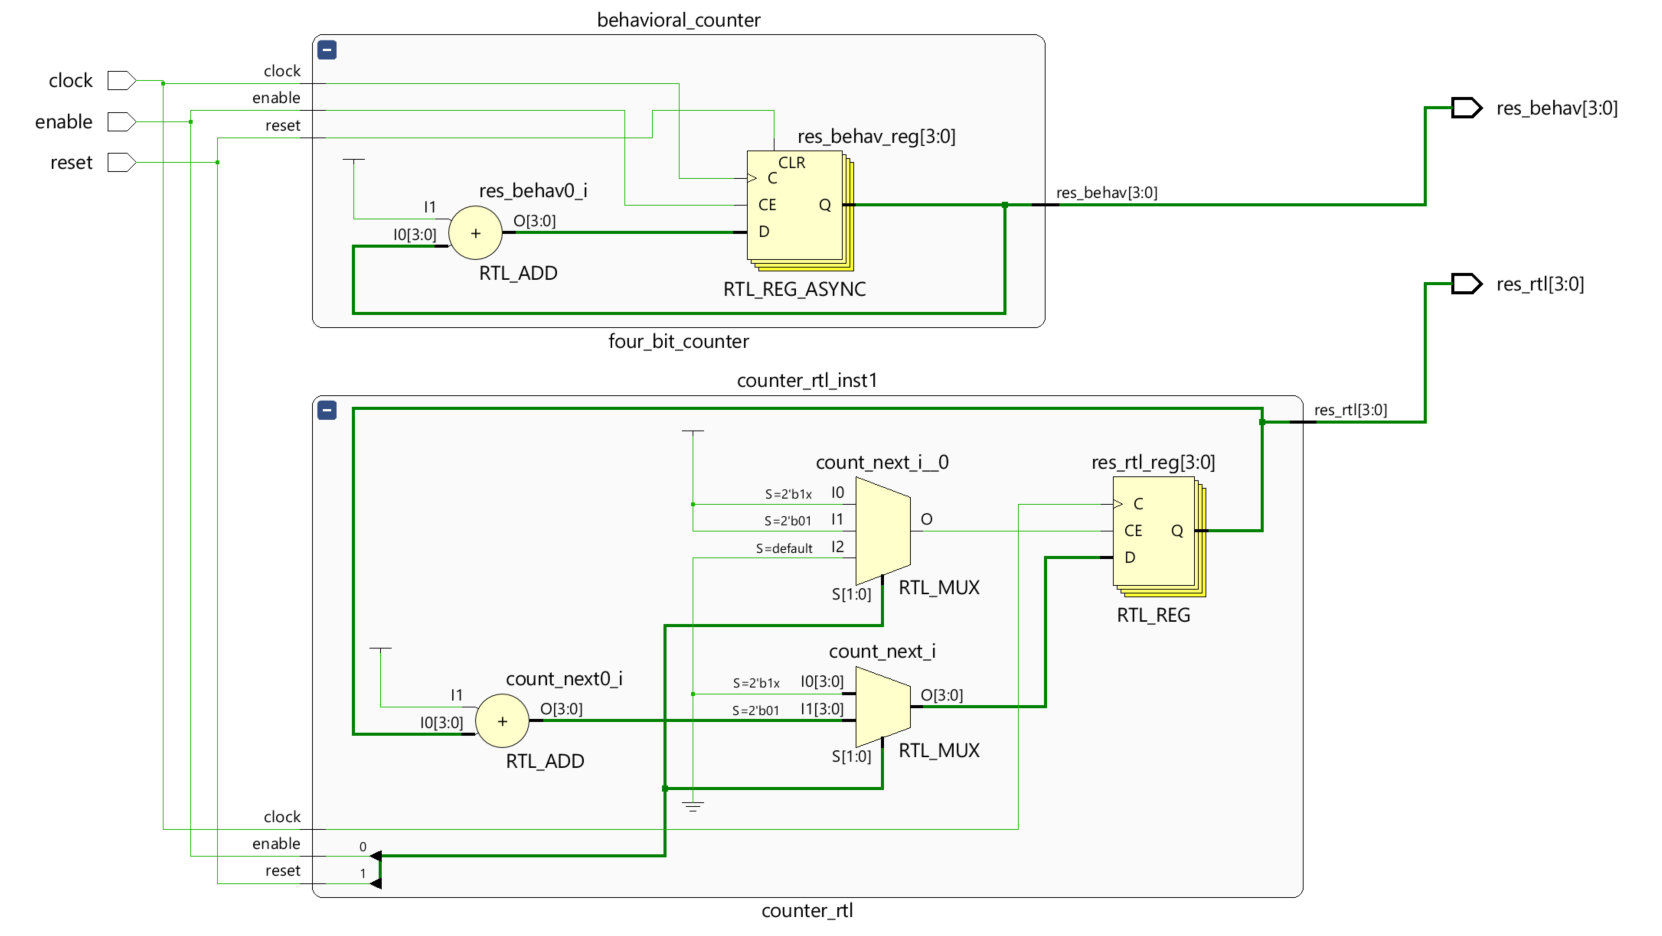 behavioral_counter
clock
enable
reset
clock
enable
reset
res_behav_reg[3:0]
CLR
C
CE
Q
D
RTL_REG_ASYNC
res_behav0_i
I1
I0[3:0]
+
O[3:0]
RTL_ADD
res_behav[3:0]
res_behav[3:0]
four_bit_counter
res_rtl[3:0]
counter_rtl_inst1
res_rtl[3:0]
count_next_i__0
S=2'b1x I0
S=2'b01 I1
S=default I2
O
S[1:0]
RTL_MUX
res_rtl_reg[3:0]
C
CE
Q
D
RTL_REG
count_next_i
S=2'b1x I0[3:0]
S=2'b01 I1[3:0]
O[3:0]
S[1:0]
RTL_MUX
count_next0_i
I1
I0[3:0]
+
O[3:0]
RTL_ADD
clock
enable
0
reset
1
counter_rtl